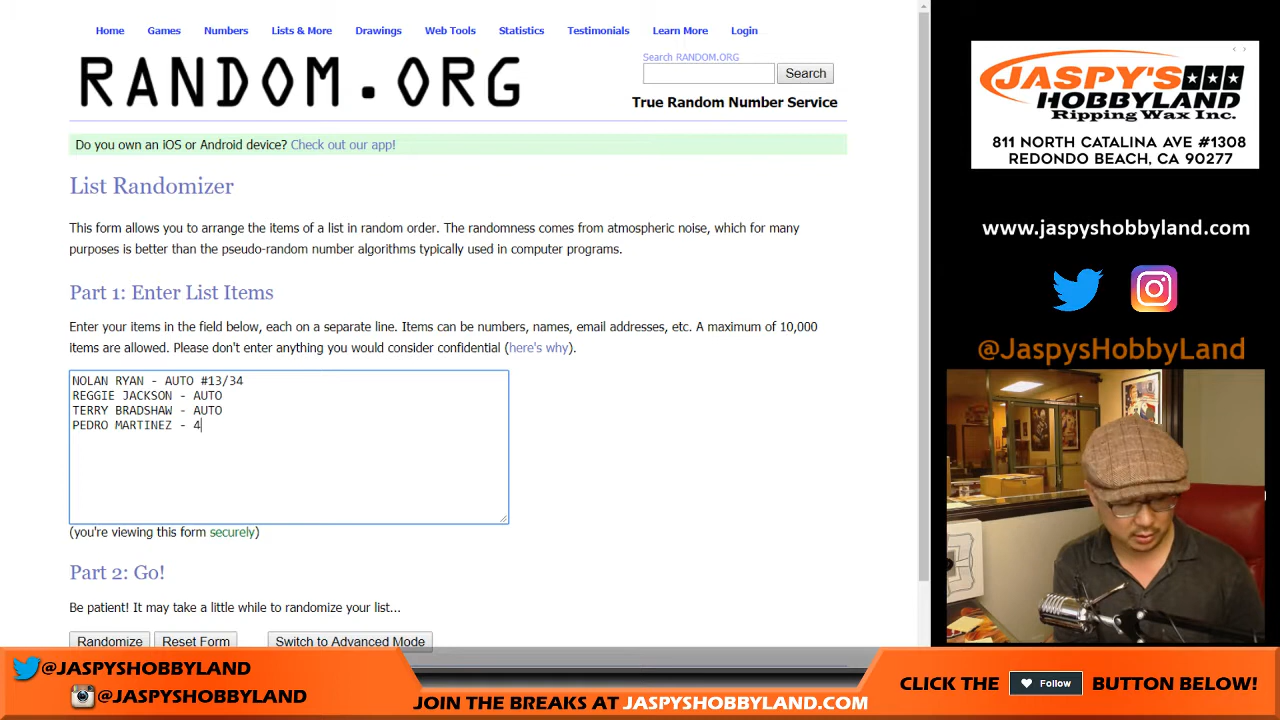 Home Games Numbers Lists & More Drawings Web Tools Statistics Testimonials Learn More Login
RANDOM.ORG
Search RANDOM.ORG
Search
True Random Number Service
Do you own an iOS or Android device? Check out our app!
List Randomizer
This form allows you to arrange the items of a list in random order. The randomness comes from atmospheric noise, which for many
purposes is better than the pseudo-random number algorithms typically used in computer programs.
Part 1: Enter List Items
Enter your items in the field below, each on a separate line. Items can be numbers, names, email addresses, etc. A maximum of 10,000
items are allowed. Please don't enter anything you would consider confidential (here's why).
NOLAN RYAN - AUTO #13/34
REGGIE JACKSON - AUTO
TERRY BRADSHAW - AUTO
PEDRO MARTINEZ - 4
(you're viewing this form securely)
Part 2: Go!
Be patient! It may take a little while to randomize your list...
Randomize Reset Form Switch to Advanced Mode
JASPY'S
HOBBYLAND
Ripping Wax Inc.
811 NORTH CATALINA AVE #1308
REDONDO BEACH, CA 90277
www.jaspyshobbyland.com
@JaspysHobbyLand
@JASPYSHOBBYLAND
@JASPYSHOBBYLAND
JOIN THE BREAKS AT JASPYSHOBBYLAND.COM
CLICK THE Follow BUTTON BELOW!